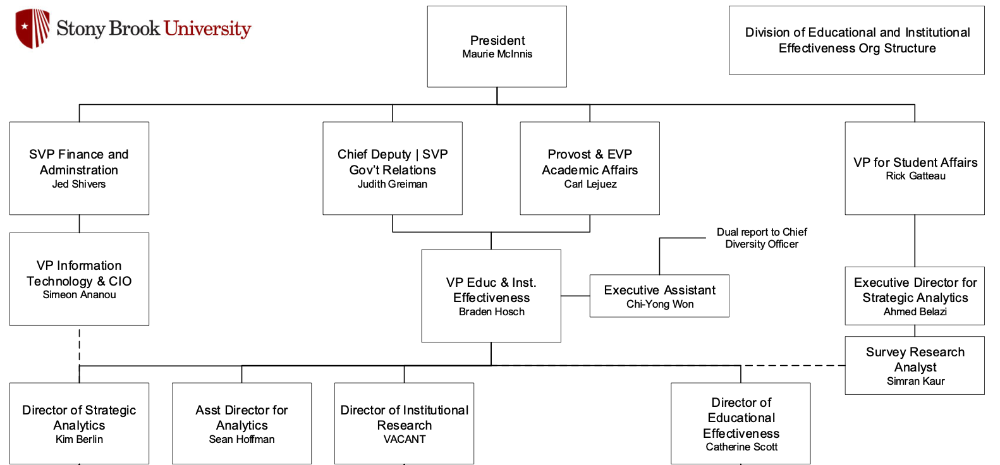 Stony Brook University
President
Maurie McInnis
Division of Educational and Institutional
Effectiveness Org Structure
SVP Finance and
Adminstration
Jed Shivers
Chief Deputy | SVP
Gov’t Relations
Judith Greiman
Provost & EVP
Academic Affairs
Carl Lejuez
VP for Student Affairs
Rick Gatteau
VP Information
Technology & CIO
Simeon Ananou
VP Educ & Inst.
Effectiveness
Braden Hosch
Dual report to Chief
Diversity Officer
Executive Assistant
Chi-Yong Won
Executive Director for
Strategic Analytics
Ahmed Belazi
Survey Research
Analyst
Simran Kaur
Director of Strategic
Analytics
Kim Berlin
Asst Director for
Analytics
Sean Hoffman
Director of Institutional
Research
VACANT
Director of
Educational
Effectiveness
Catherine Scott